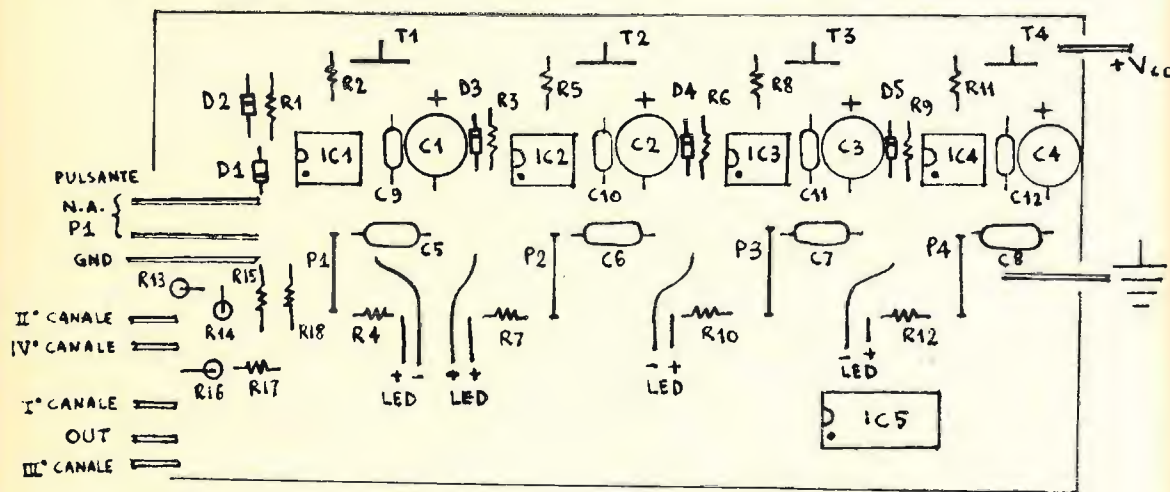 T1 T2 T3 T4
+ Vcc
R2 R5 R8 R11
D2 R1 + D3 R3 + D4 R6 + D5 R9 +
IC1 C1 IC2 C2 IC3 C3 IC4 C4
D1
C9 C10 C11 C12
PULSANTE
N.A.
P1
GND
P1 C5 P2 C6 P3 C7 P4 C8
R13 R15
R14 R18 R4 R7 R10 R12
II° CANALE
IV° CANALE
R16 R17
+ - + + - + - +
LED LED LED LED
I° CANALE
IC5
OUT
III° CANALE